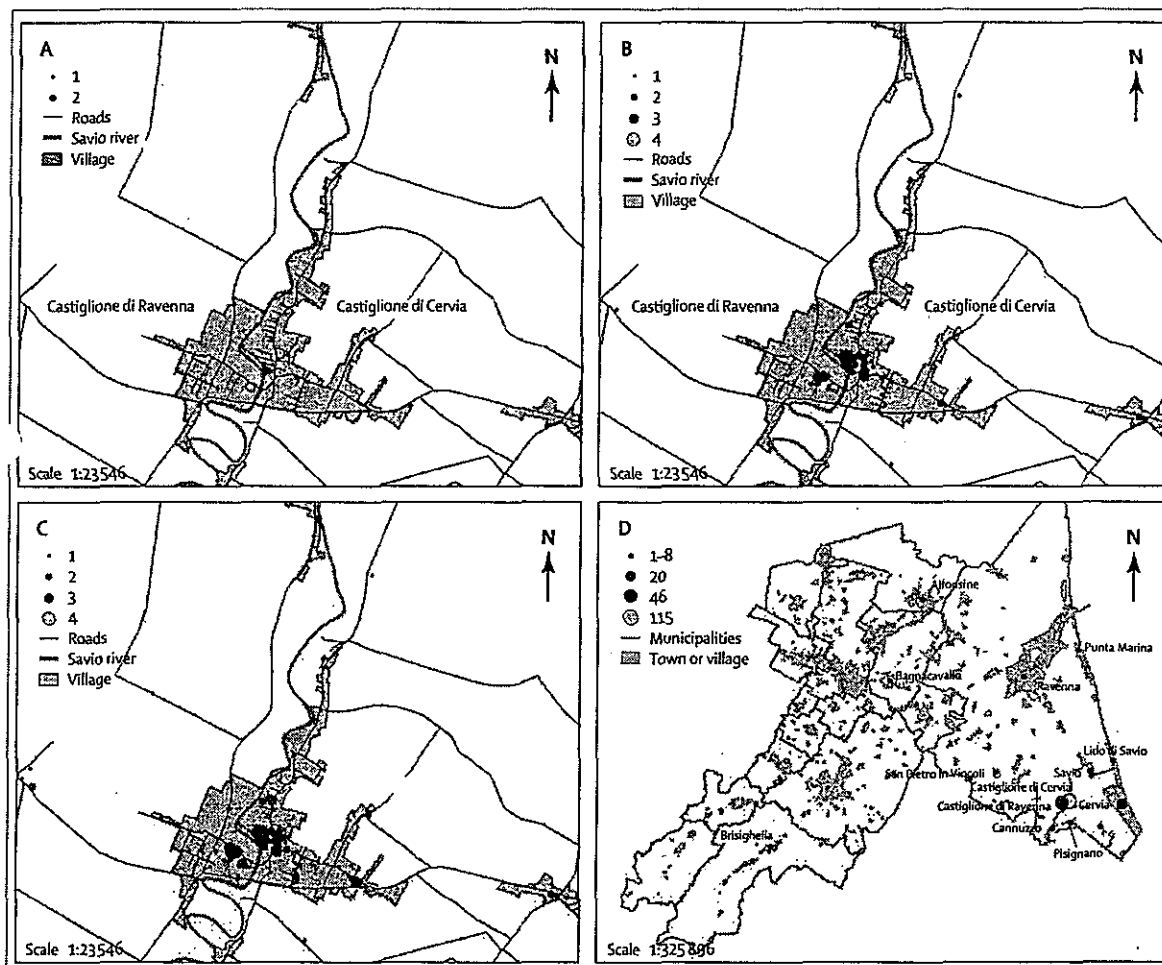 A
1
2
Roads
Savio river
Village
N
Castiglione di Ravenna
Castiglione di Cervia
Scale 1:23546
B
1
2
3
4
Roads
Savio river
Village
N
Castiglione di Ravenna
Castiglione di Cervia
Scale 1:23546
C
1
2
3
4
Roads
Savio river
Village
N
Scale 1:23546
D
1–8
20
46
115
Municipalities
Town or village
N
Alfonsine
Punta Marina
Bagnacavallo
Ravenna
Lido di Savio
San Pietro in Vincoli
Savio
Castiglione di Cervia
Castiglione di Ravenna
Cervia
Cannuzzo
Brisighella
Pisignano
Scale 1:325896